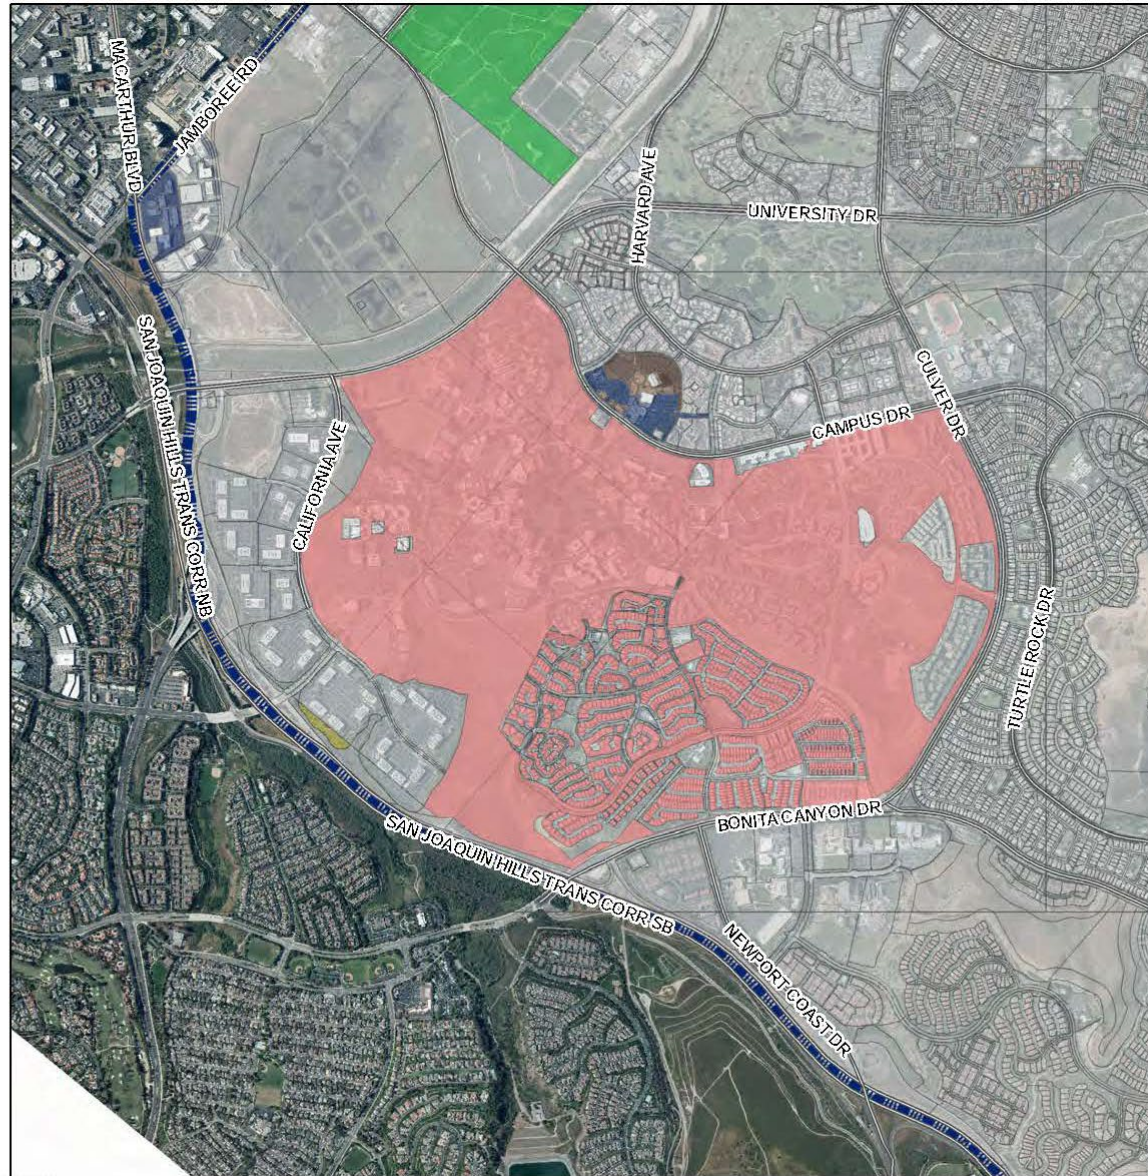 MACARTHUR BLVD
JAMBOREE RD
HARVARD AVE
UNIVERSITY DR
SAN JOAQUIN HILLS TRANS CORR NB
CULVER DR
CALIFORNIA AVE
CAMPUS DR
TURTLE ROCK DR
BONITA CANYON DR
SAN JOAQUIN HILLS TRANS CORR SB
NEWPORT COAST DR